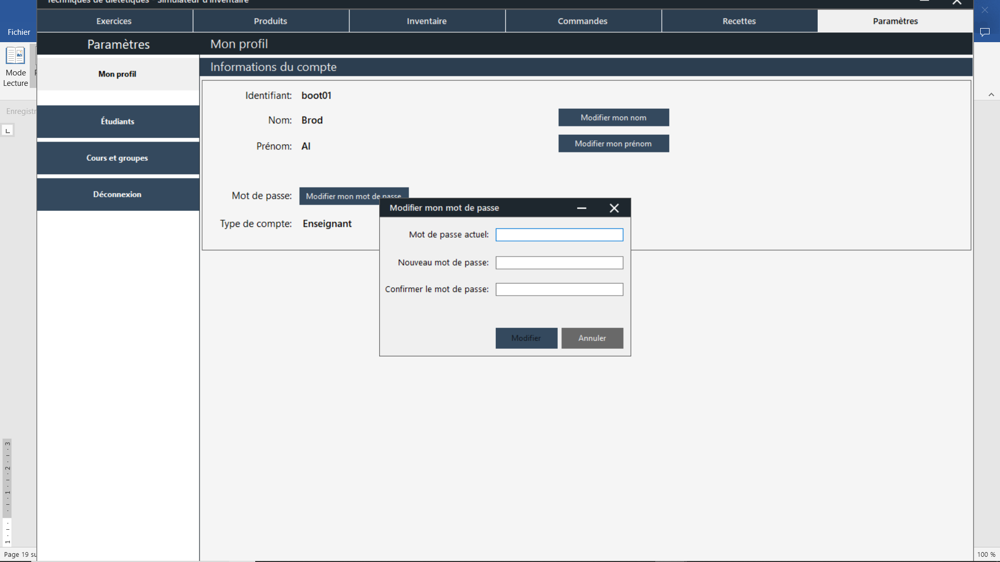 Techniques de diététiques - Simulateur d'inventaire
Exercices
Produits
Inventaire
Commandes
Recettes
Paramètres
Fichier
Paramètres
Mon profil
Mode
Lecture
Mon profil
Informations du compte
Identifiant: boot01
Nom: Brod
Modifier mon nom
Prénom: Al
Modifier mon prénom
Enregistr
Étudiants
Cours et groupes
Déconnexion
Mot de passe: Modifier mon mot de passe
Type de compte: Enseignant
Modifier mon mot de passe
Mot de passe actuel:
Nouveau mot de passe:
Confirmer le mot de passe:
Modifier
Annuler
3
2
1
1
Page 19 su
100 %